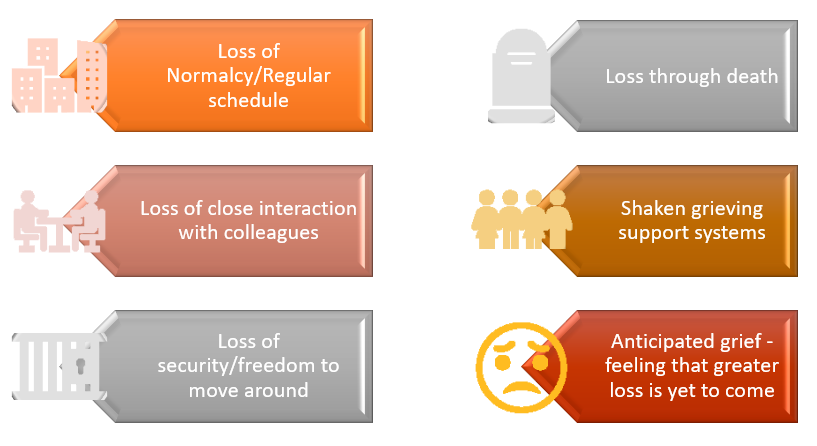 Loss of
Normalcy/Regular
schedule
Loss through death
Loss of close interaction
with colleagues
Shaken grieving
support systems
Loss of
security/freedom to
move around
Anticipated grief -
feeling that greater
loss is yet to come